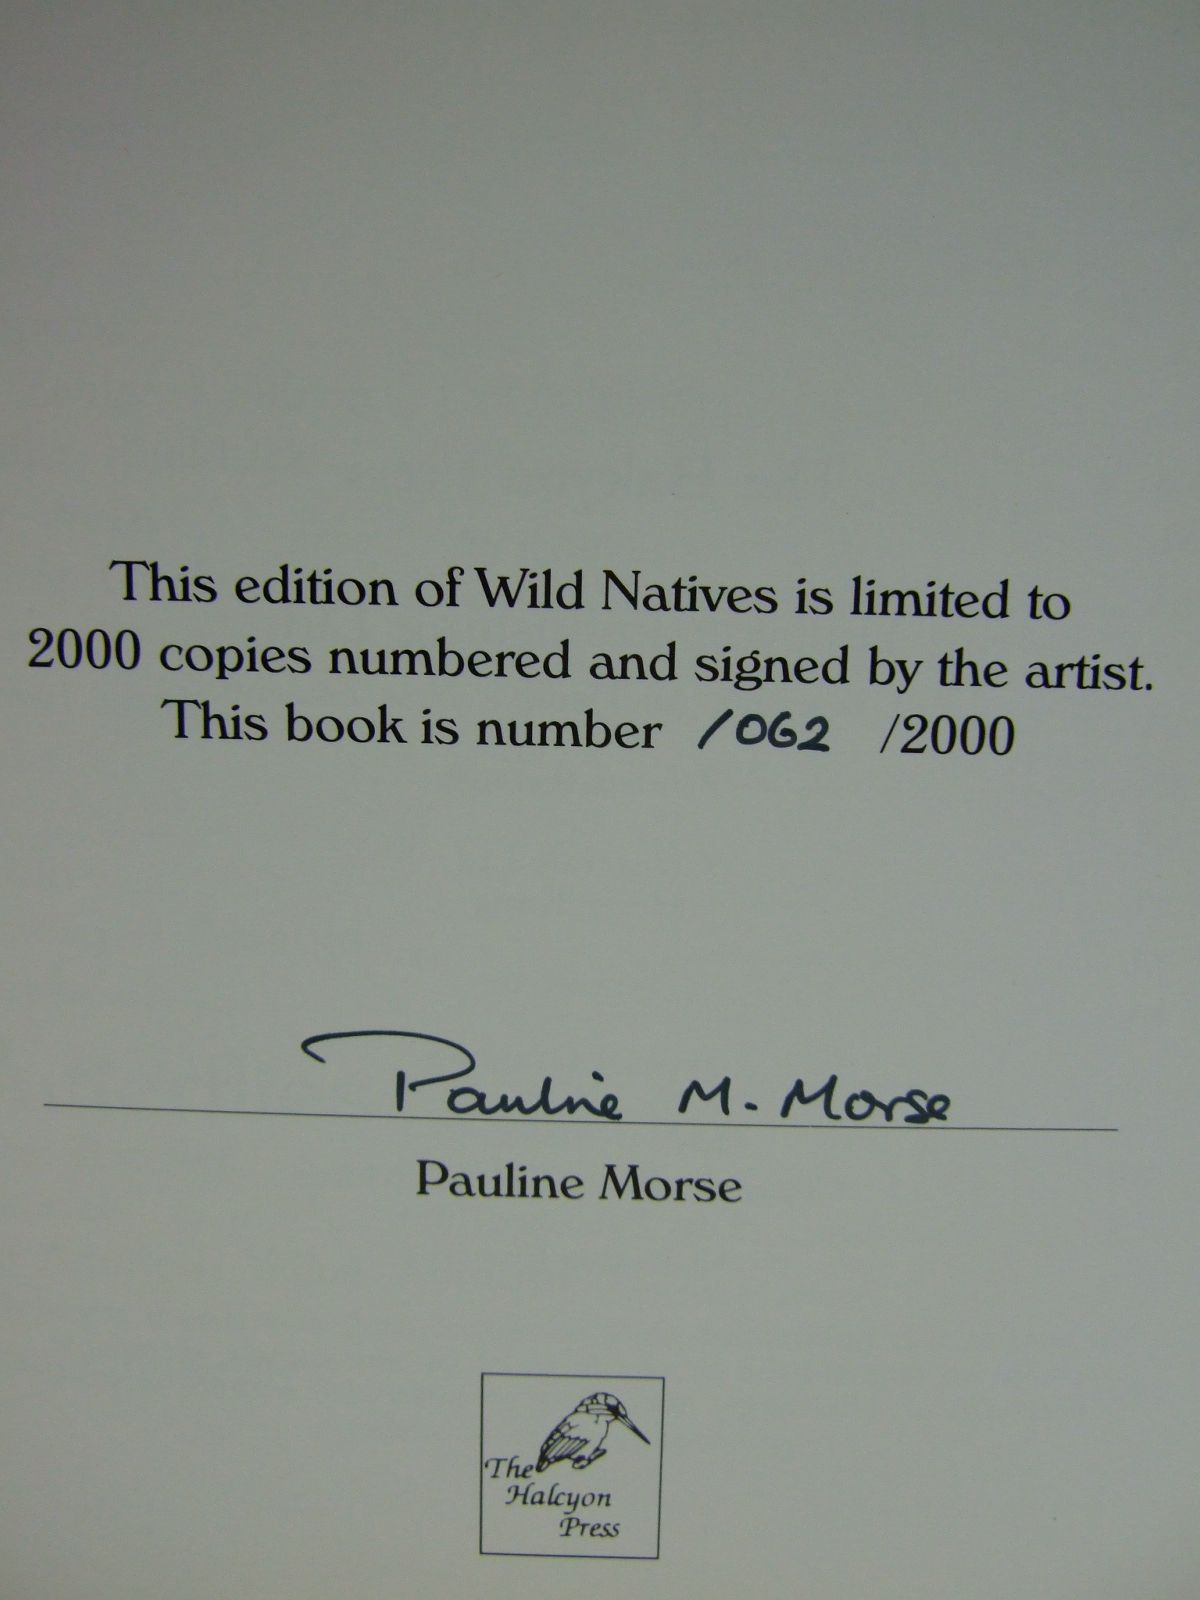 This edition of Wild Natives is limited to
2000 copies numbered and signed by the artist.
This book is number 1062 /2000
Pauline M. Morse
Pauline Morse
The
Halcyon
Press